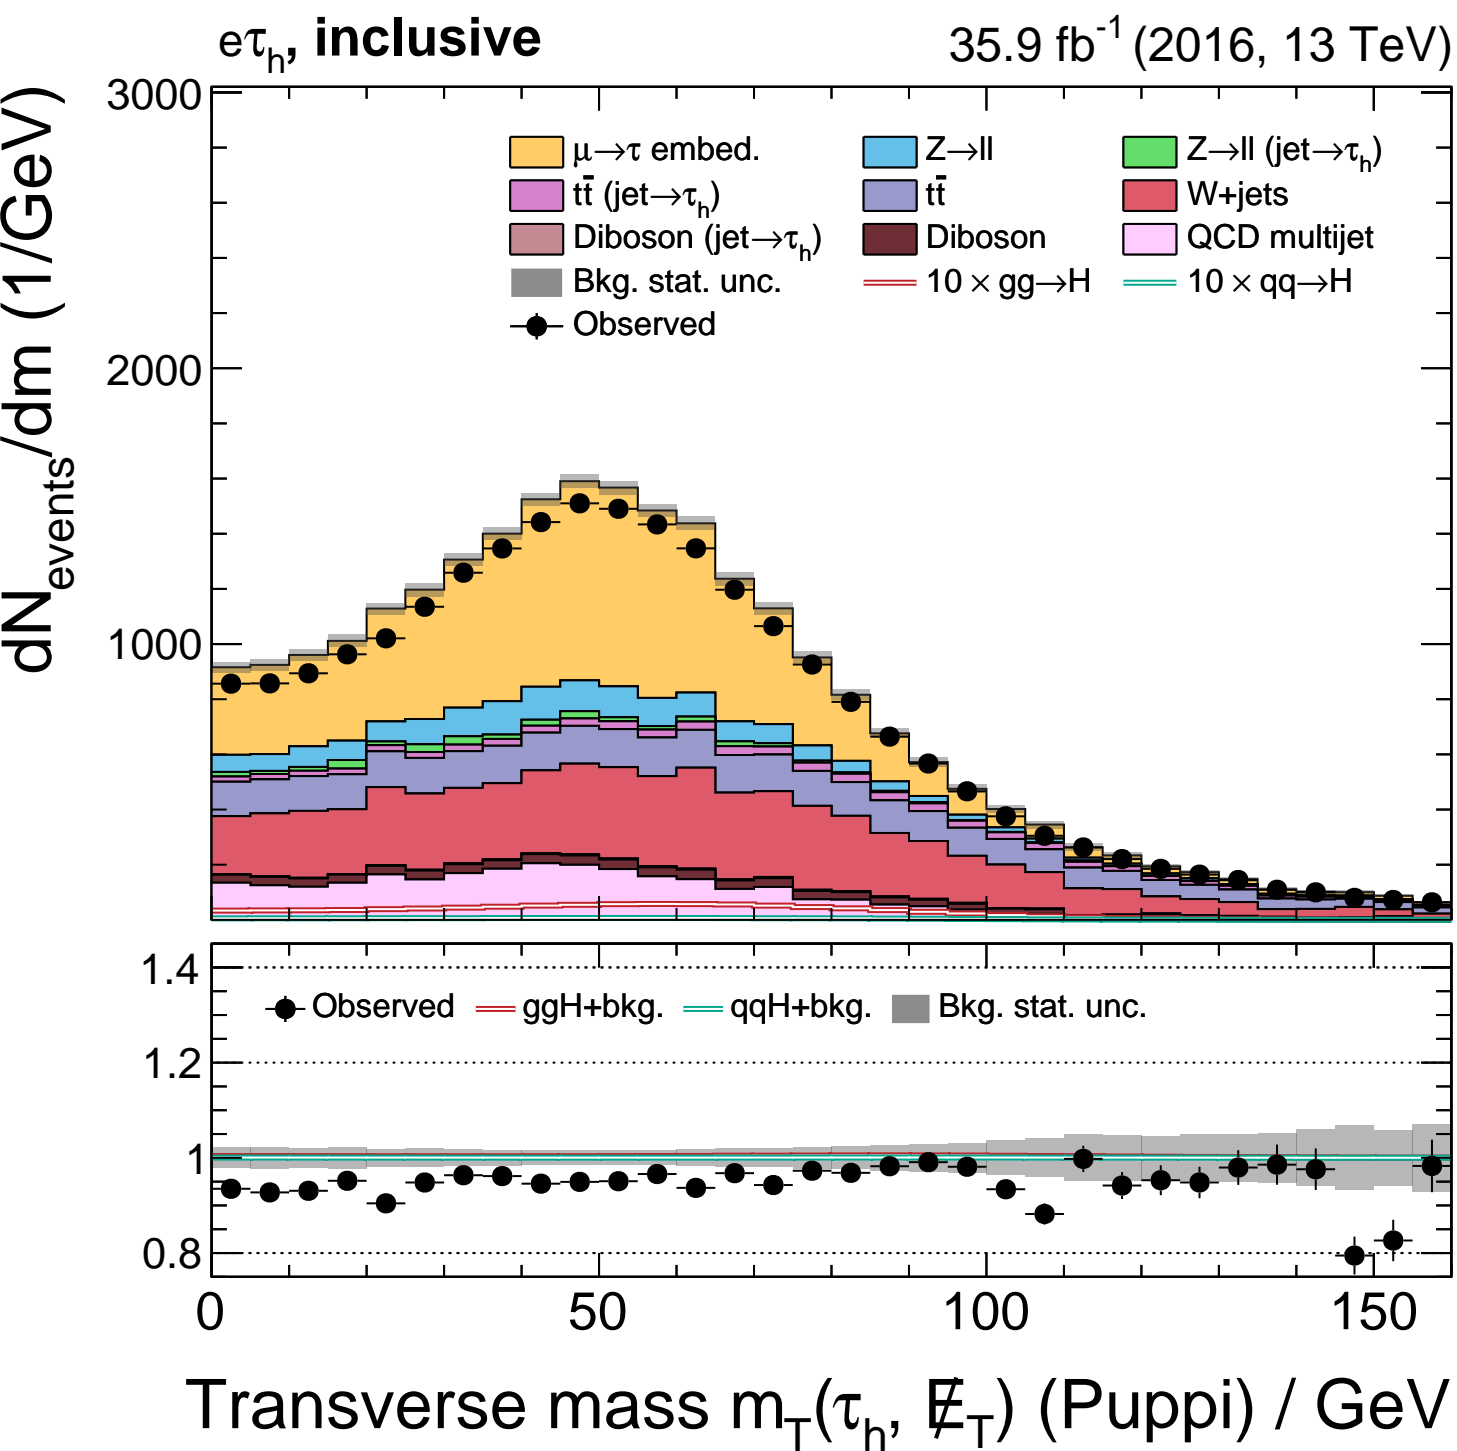 eτh, inclusive 35.9 fb-1 (2016, 13 TeV)
dNevents/dm (1/GeV)
3000
2000
1000
μ→τ embed. Z→ll Z→ll (jet→τh)
tt̄ (jet→τh) tt̄ W+jets
Diboson (jet→τh) Diboson QCD multijet
Bkg. stat. unc. 10 × gg→H 10 × qq→H
Observed
1.4
1.2
1
0.8
Observed ggH+bkg. qqH+bkg. Bkg. stat. unc.
0 50 100 150
Transverse mass mT(τh, E̸T) (Puppi) / GeV